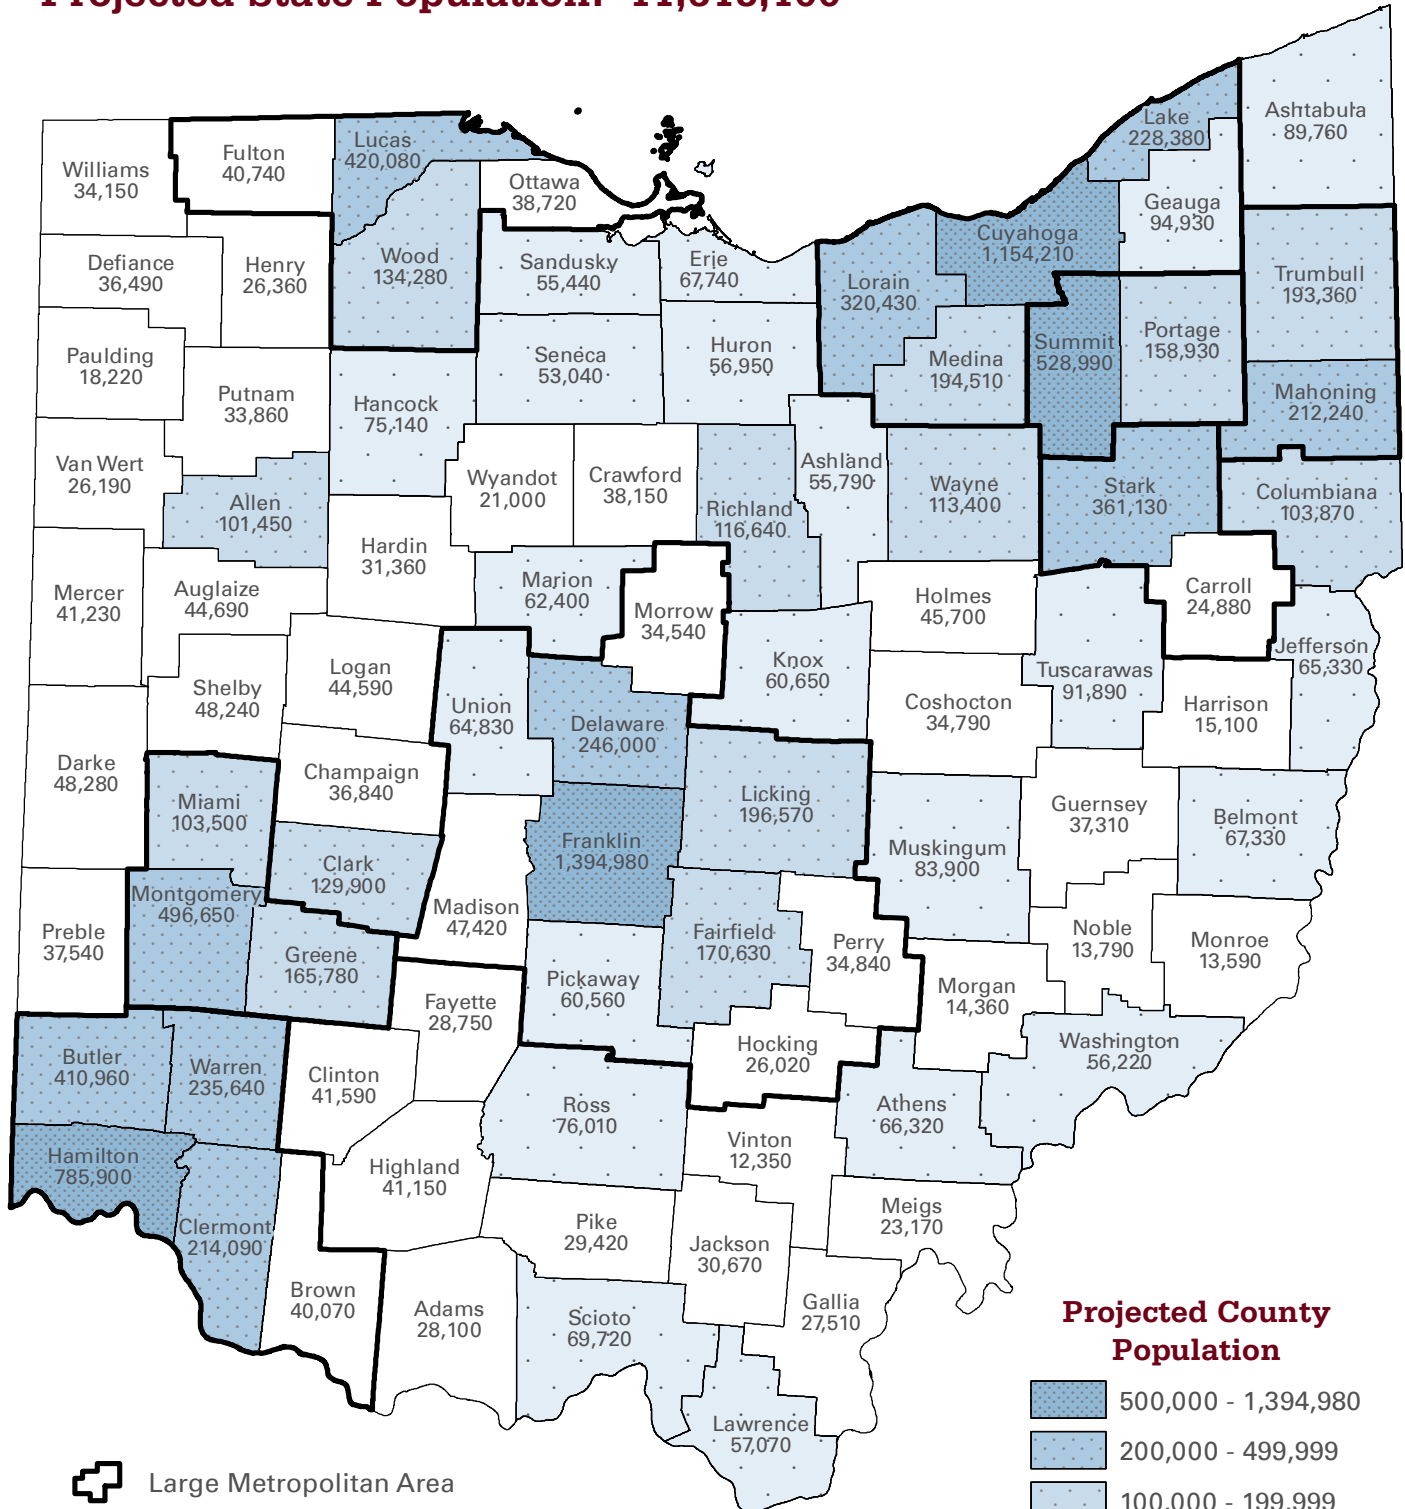 Lake
228,380
Ashtabula
89,760
Williams
34,150
Fulton
40,740
Lucas
420,080
Ottawa
38,720
Geauga
94,930
Cuyahoga
1,154,210
Defiance
36,490
Henry
26,360
Wood
134,280
Sandusky
55,440
Erie
67,740
Lorain
320,430
Trumbull
193,360
Paulding
18,220
Putnam
33,860
Hancock
75,140
Seneca
53,040
Huron
56,950
Medina
194,510
Summit
528,990
Portage
158,930
Mahoning
212,240
Van Wert
26,190
Allen
101,450
Wyandot
21,000
Crawford
38,150
Richland
116,640
Ashland
55,790
Wayne
113,400
Stark
361,130
Columbiana
103,870
Mercer
41,230
Auglaize
44,690
Hardin
31,360
Marion
62,400
Morrow
34,540
Holmes
45,700
Carroll
24,880
Jefferson
65,330
Shelby
48,240
Logan
44,590
Union
64,830
Delaware
246,000
Knox
60,650
Coshocton
34,790
Tuscarawas
91,890
Harrison
15,100
Darke
48,280
Miami
103,500
Champaign
36,840
Clark
129,900
Franklin
1,394,980
Licking
196,570
Muskingum
83,900
Guernsey
37,310
Belmont
67,330
Preble
37,540
Montgomery
496,650
Greene
165,780
Madison
47,420
Fayette
28,750
Pickaway
60,560
Fairfield
170,630
Perry
34,840
Morgan
14,360
Noble
13,790
Monroe
13,590
Butler
410,960
Warren
235,640
Clinton
41,590
Ross
76,010
Hocking
26,020
Athens
66,320
Washington
56,220
Hamilton
785,900
Clermont
214,090
Highland
41,150
Pike
29,420
Vinton
12,350
Jackson
30,670
Meigs
23,170
Brown
40,070
Adams
28,100
Scioto
69,720
Gallia
27,510
Lawrence
57,070
Large Metropolitan Area
Projected County
Population
500,000 - 1,394,980
200,000 - 499,999
100,000 - 199,999